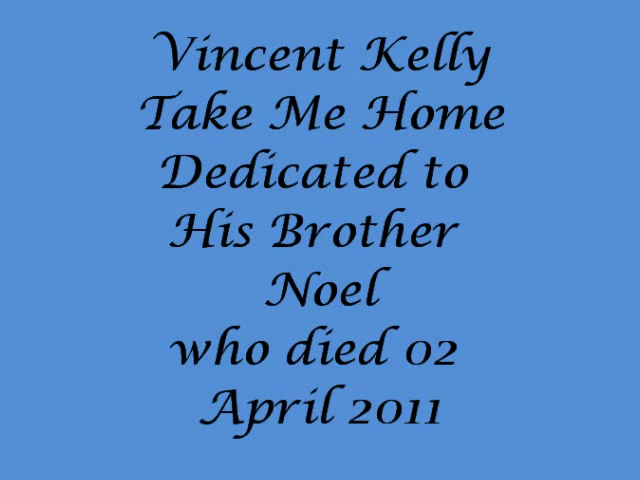 Vincent Kelly
Take Me Home
Dedicated to
His Brother
Noel
who died 02
April 2011